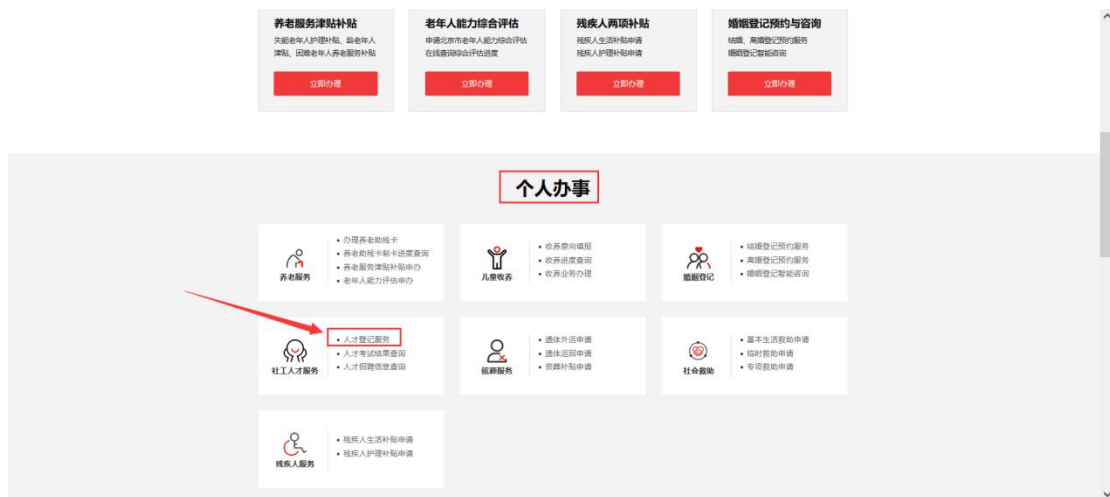 养老服务津贴补贴
失能老年人护理补贴、高龄老年人
津贴、困难老年人养老服务补贴
立即办理
老年人能力综合评估
申请北京市老年人能力综合评估
在线查询综合评估进度
立即办理
残疾人两项补贴
残疾人生活补贴申请
残疾人护理补贴申请
立即办理
婚姻登记预约与咨询
结婚、离婚登记预约服务
婚姻登记智能咨询
立即办理
个人办事
养老服务
• 办理养老助残卡
• 养老助残卡制卡进度查询
• 养老服务津贴补贴申办
• 老年人能力评估申办
儿童收养
• 收养意向填报
• 收养进度查询
• 收养业务办理
婚姻登记
• 结婚登记预约服务
• 离婚登记预约服务
• 婚姻登记智能咨询
社工人才服务
• 人才登记服务
• 人才考试结果查询
• 人才招聘信息查询
殡葬服务
• 遗体外运申请
• 遗体运回申请
• 丧葬补贴申请
社会救助
• 基本生活救助申请
• 临时救助申请
• 专项救助申请
残疾人服务
• 残疾人生活补贴申请
• 残疾人护理补贴申请